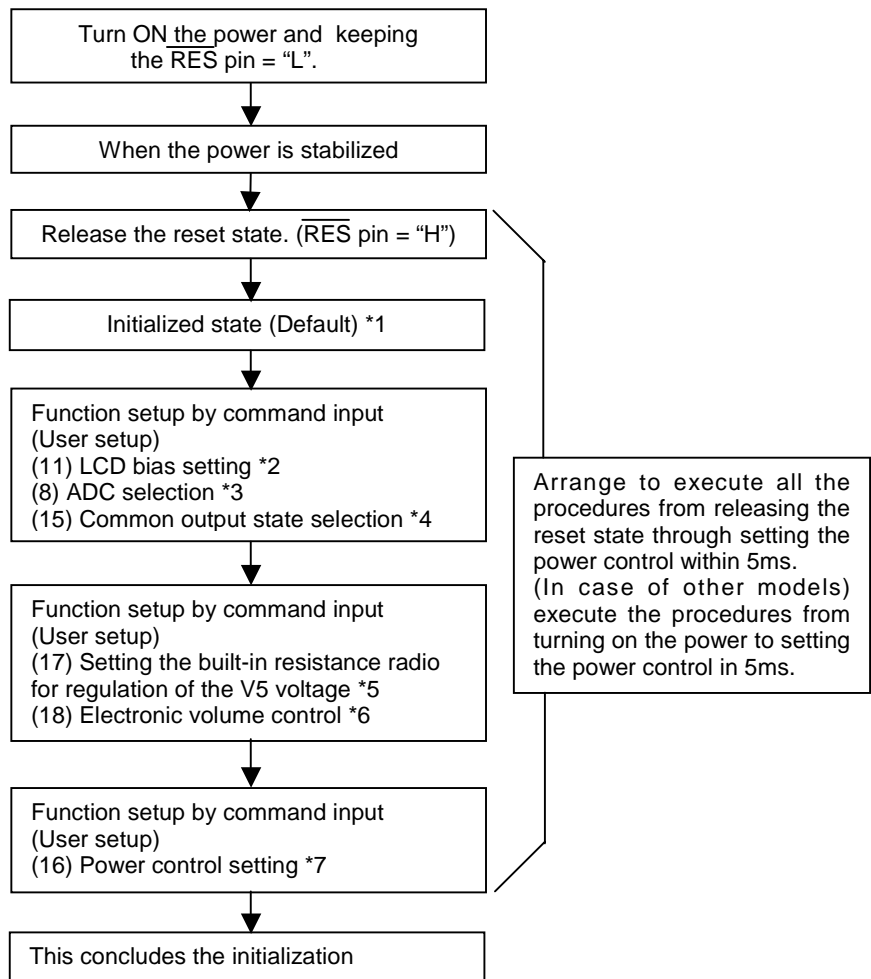 Turn ON the power and keeping
the RES pin = “L”.
When the power is stabilized
Release the reset state. (RES pin = “H”)
Initialized state (Default) *1
Function setup by command input
(User setup)
(11) LCD bias setting *2
(8) ADC selection *3
(15) Common output state selection *4
Arrange to execute all the
procedures from releasing the
reset state through setting the
power control within 5ms.
(In case of other models)
execute the procedures from
turning on the power to setting
the power control in 5ms.
Function setup by command input
(User setup)
(17) Setting the built-in resistance radio
for regulation of the V5 voltage *5
(18) Electronic volume control *6
Function setup by command input
(User setup)
(16) Power control setting *7
This concludes the initialization